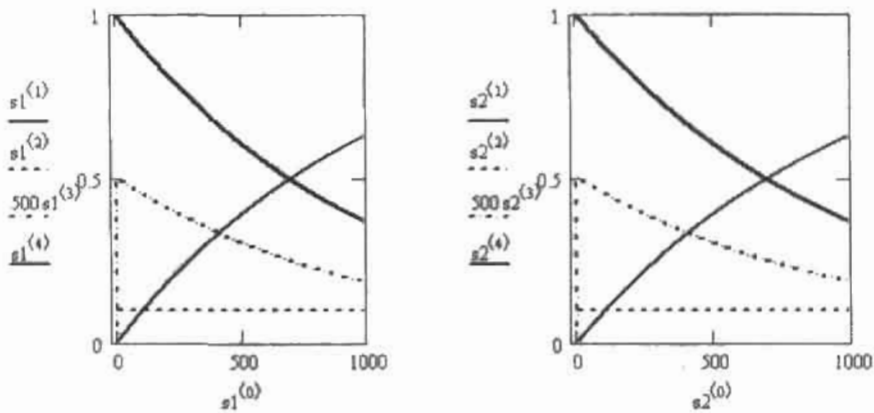 1
s1^(1)
s1^(2)
0.5
500 s1^(3)
s1^(4)
0
0
500
1000
s1^(0)
1
s2^(1)
s2^(2)
0.5
500 s2^(3)
s2^(4)
0
0
500
1000
s2^(0)